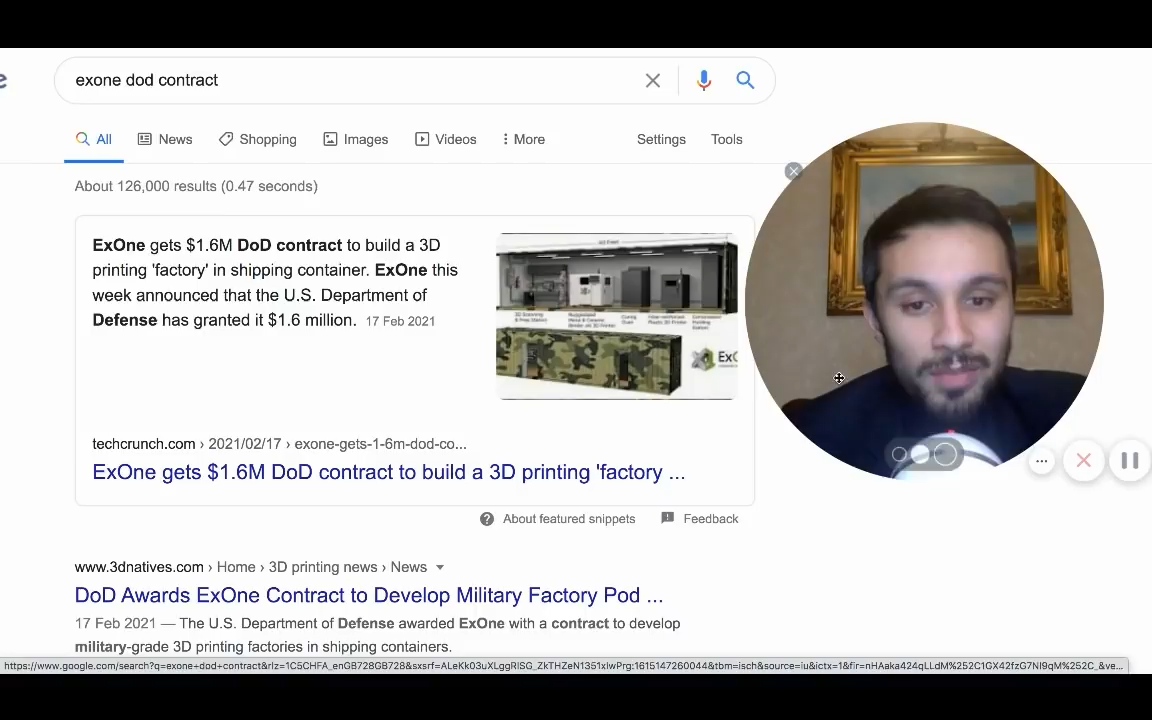 e
exone dod contract
All
News
Shopping
Images
Videos
More
Settings
Tools
About 126,000 results (0.47 seconds)
ExOne gets $1.6M DoD contract to build a 3D
printing 'factory' in shipping container. ExOne this
week announced that the U.S. Department of
Defense has granted it $1.6 million. 17 Feb 2021
ExO
techcrunch.com › 2021/02/17 › exone-gets-1-6m-dod-co...
ExOne gets $1.6M DoD contract to build a 3D printing 'factory ...
About featured snippets
Feedback
www.3dnatives.com › Home › 3D printing news › News
DoD Awards ExOne Contract to Develop Military Factory Pod ...
17 Feb 2021 — The U.S. Department of Defense awarded ExOne with a contract to develop
military-grade 3D printing factories in shipping containers.